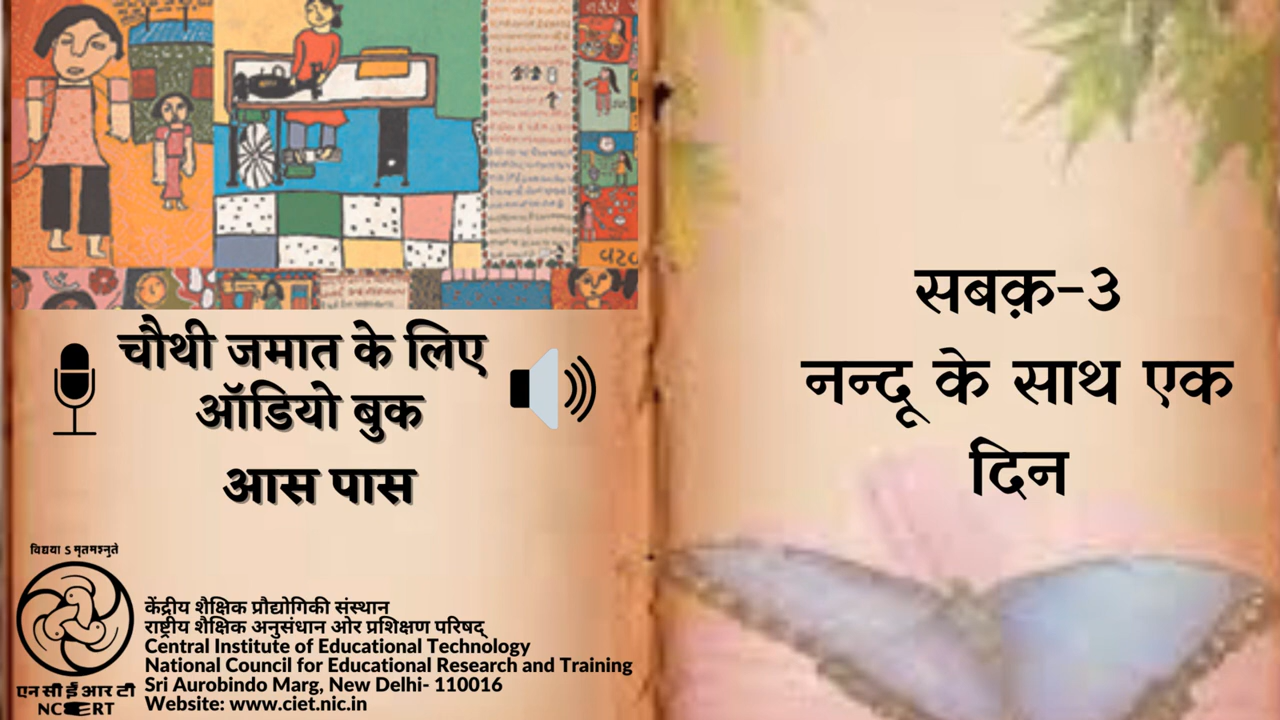 चौथी जमात के लिए
ऑडियो बुक
आस पास
विद्यया ऽ मृतमश्नुते
एन सी ई आर टी
NCERT
केंद्रीय शैक्षिक प्रौद्योगिकी संस्थान
राष्ट्रीय शैक्षिक अनुसंधान ओर प्रशिक्षण परिषद्
Central Institute of Educational Technology
National Council for Educational Research and Training
Sri Aurobindo Marg, New Delhi- 110016
Website: www.ciet.nic.in
सबक़-3
नन्दू के साथ एक
दिन